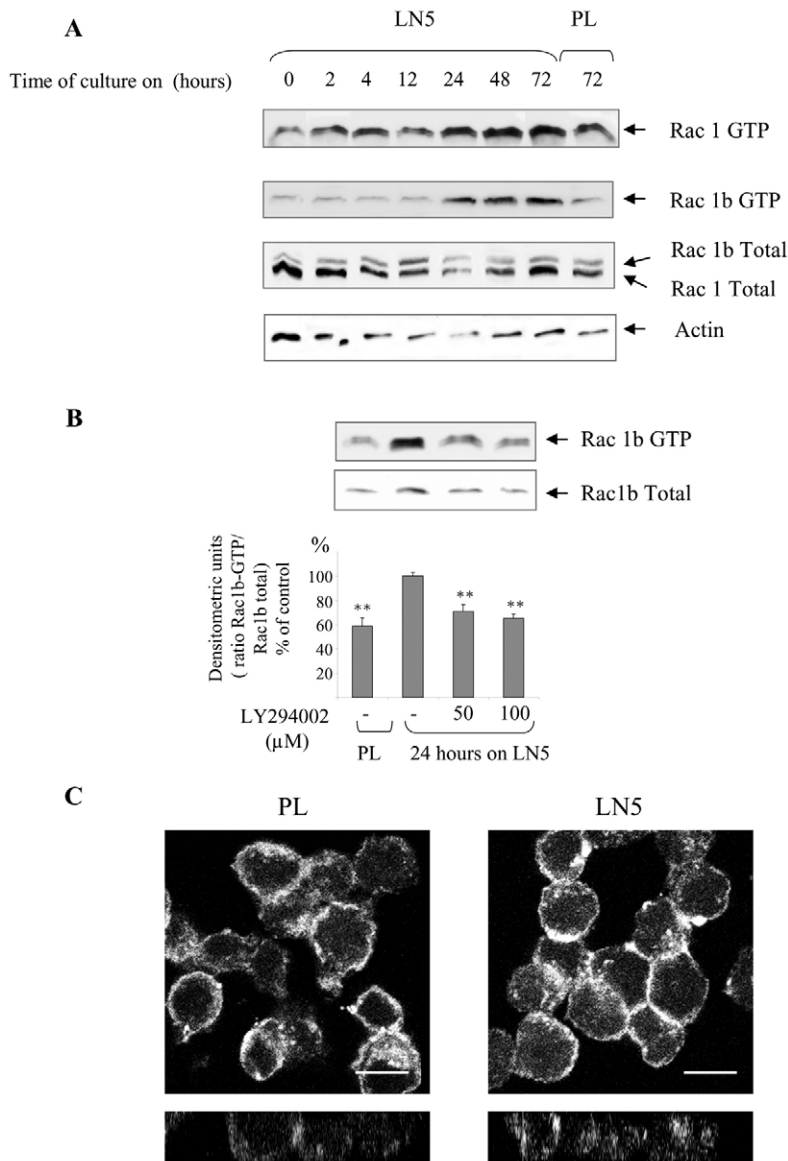 A
LN5 PL
Time of culture on (hours) 0 2 4 12 24 48 72 72
Rac 1 GTP
Rac 1b GTP
Rac 1b Total
Rac 1 Total
Actin
B
Rac 1b GTP
Rac1b Total
Densitometric units
( ratio Rac1b-GTP/
Rac1b total)
% of control
%
100
80
60
40
20
** ** **
LY294002 - - 50 100
(µM)
PL 24 hours on LN5
C
PL LN5